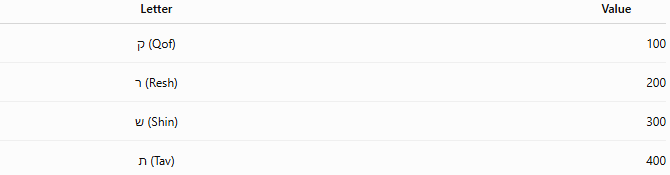 Letter Value
ק (Qof) 100
ר (Resh) 200
ש (Shin) 300
ת (Tav) 400